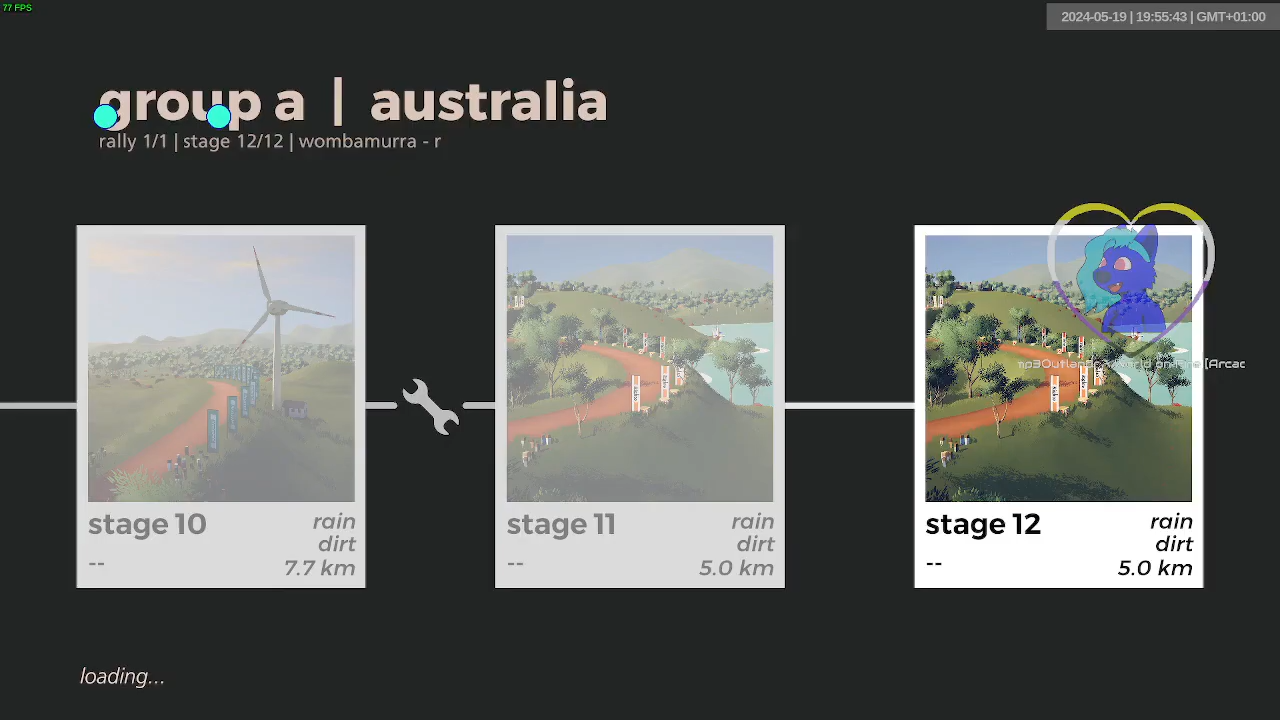 77 FPS
2024-05-19 | 19:55:43 | GMT+01:00
group a | australia
rally 1/1 | stage 12/12 | wombamurra - r
stage 10
rain
dirt
--
7.7 km
stage 11
rain
dirt
--
5.0 km
stage 12
rain
dirt
--
5.0 km
loading...